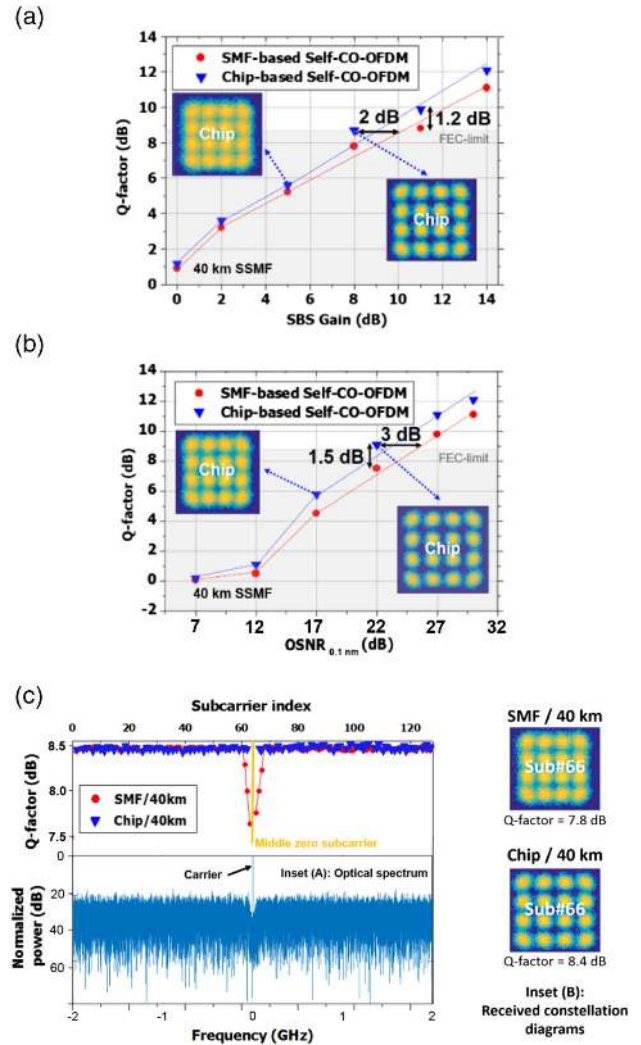 (a)
14
12
10
8
6
4
2
0
Q-factor (dB)
SMF-based Self-CO-OFDM
Chip-based Self-CO-OFDM
Chip
2 dB
1.2 dB
FEC-limit
Chip
40 km SSMF
0 2 4 6 8 10 12 14
SBS Gain (dB)
(b)
14
12
10
8
6
4
2
0
-2
Q-factor (dB)
SMF-based Self-CO-OFDM
Chip-based Self-CO-OFDM
Chip
1.5 dB
3 dB
FEC-limit
Chip
40 km SSMF
7 12 17 22 27 32
OSNR 0.1 nm (dB)
(c)
Subcarrier index
0 20 40 60 80 100 120
8.5
8.0
7.5
Q-factor (dB)
SMF/40km
Chip/40km
Middle zero subcarrier
0
20
40
60
Normalized
power (dB)
Carrier
Inset (A): Optical spectrum
-2 -1 0 1 2
Frequency (GHz)
SMF / 40 km
Sub#66
Q-factor = 7.8 dB
Chip / 40 km
Sub#66
Q-factor = 8.4 dB
Inset (B):
Received constellation
diagrams